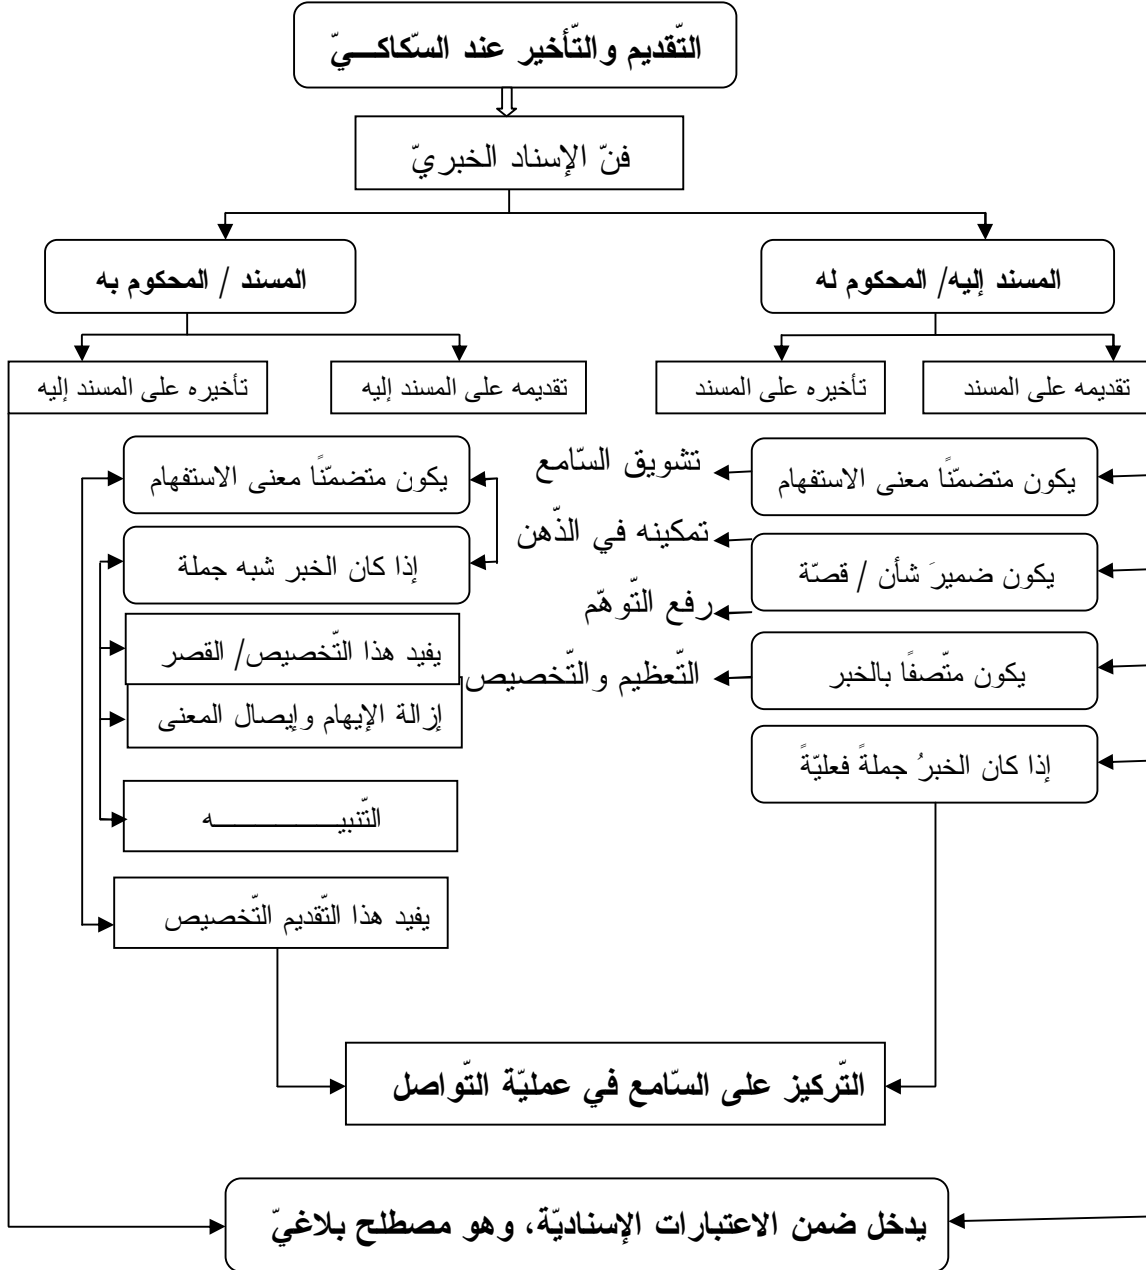 التّقديم والتّأخير عند السّكاكـــيّ
فنّ الإسناد الخبريّ
المسند إليه/ المحكوم له
المسند / المحكوم به
تقديمه على المسند
تأخيره على المسند
تقديمه على المسند إليه
تأخيره على المسند إليه
يكون متضمّنًا معنى الاستفهام
تشويق السّامع
يكون ضميرَ شأن / قصّة
تمكينه في الذّهن
رفع التّوهّم
يكون متّصفًا بالخبر
التّعظيم والتّخصيص
إذا كان الخبرُ جملةً فعليّةً
يكون متضمّنًا معنى الاستفهام
إذا كان الخبر شبه جملة
يفيد هذا التّخصيص/ القصر
إزالة الإيهام وإيصال المعنى
التّنبيـــــــــــــــه
يفيد هذا التّقديم التّخصيص
التّركيز على السّامع في عمليّة التّواصل
يدخل ضمن الاعتبارات الإسناديّة، وهو مصطلح بلاغيّ